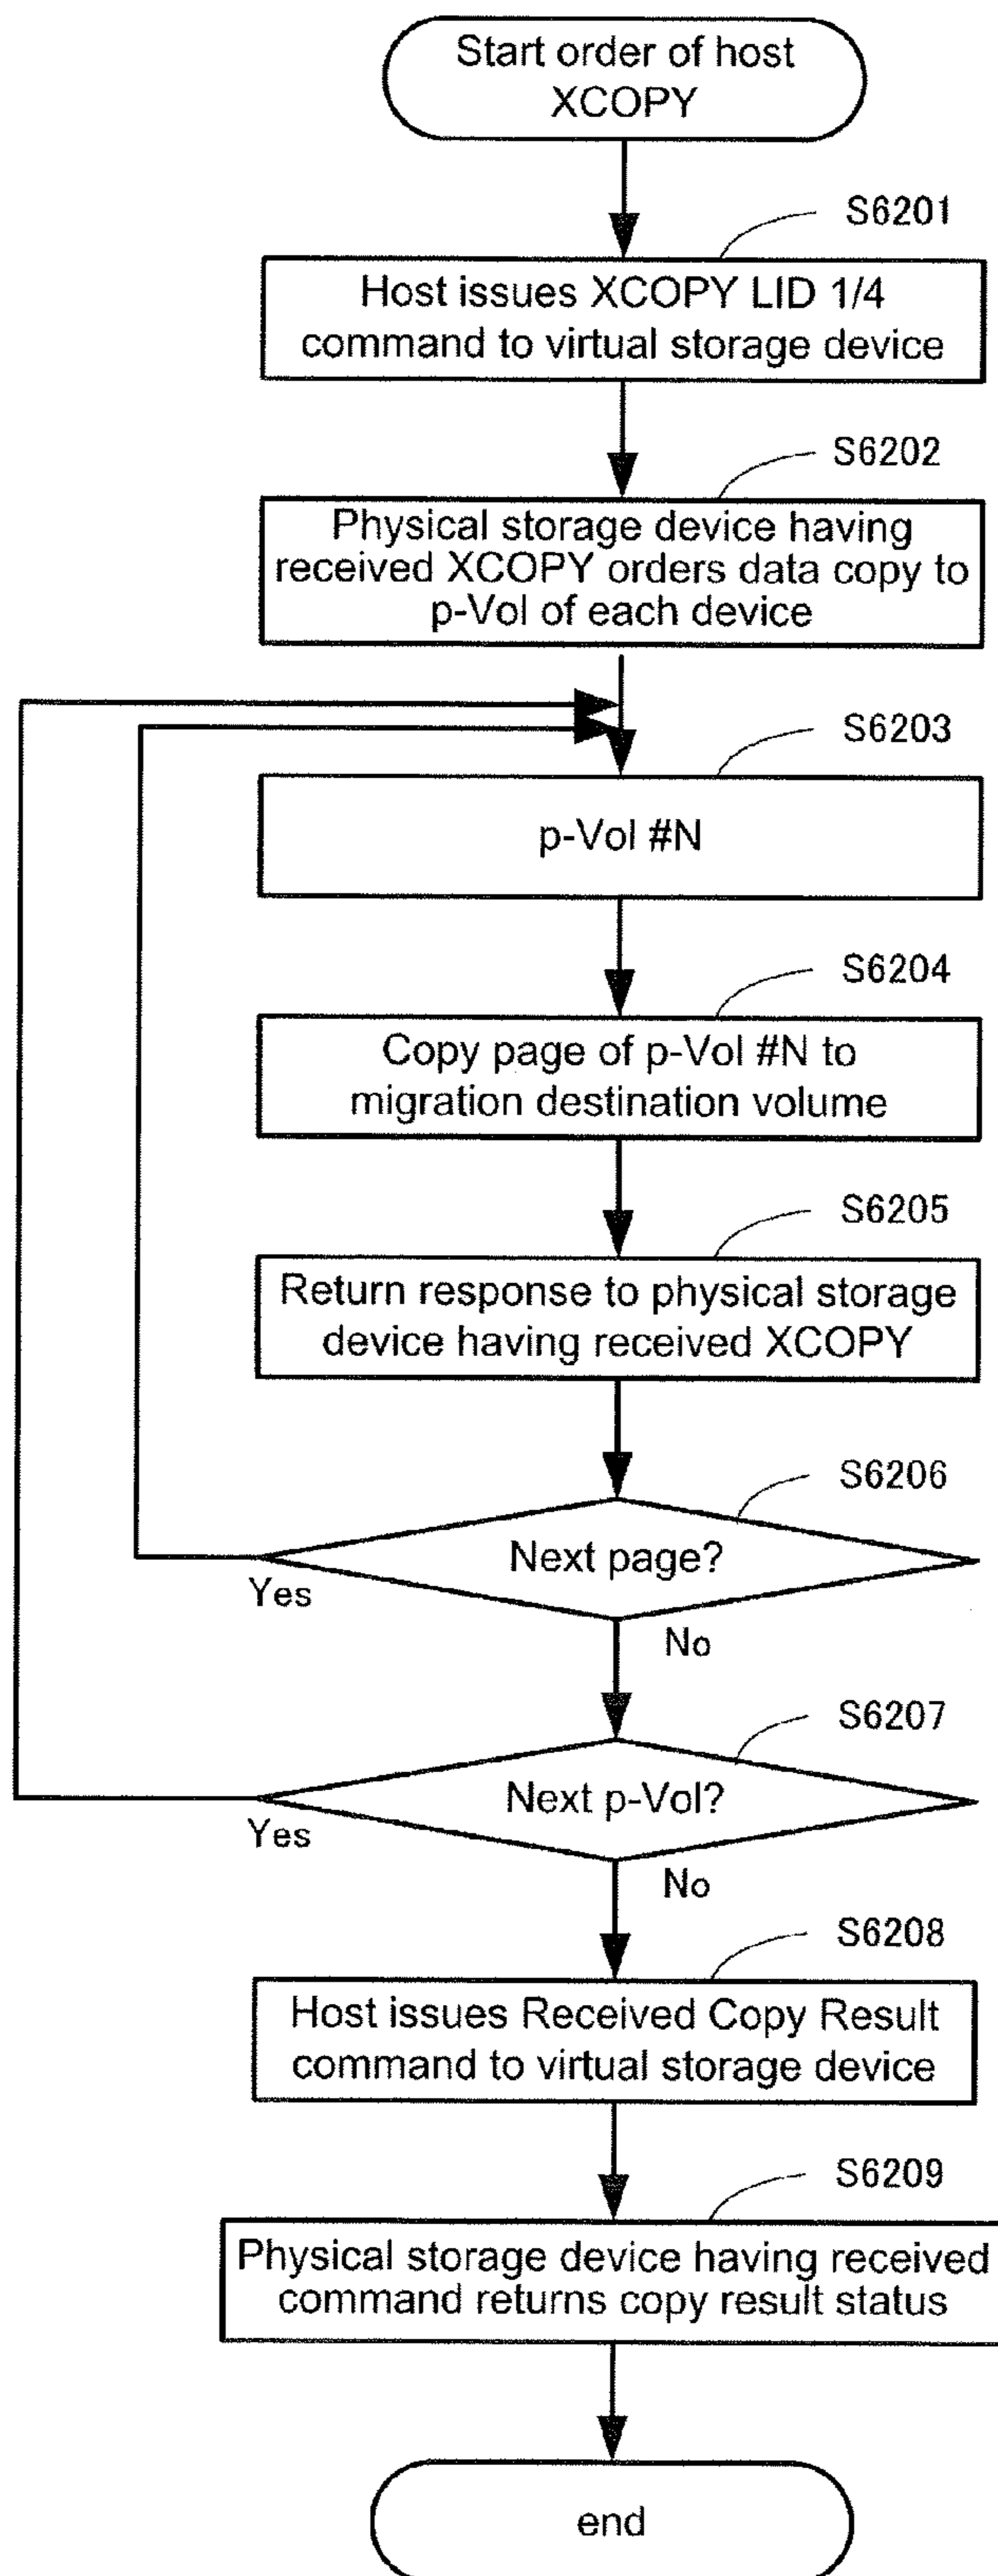 Start order of host
XCOPY
S6201
Host issues XCOPY LID 1/4
command to virtual storage device
S6202
Physical storage device having
received XCOPY orders data copy to
p-Vol of each device
S6203
p-Vol #N
S6204
Copy page of p-Vol #N to
migration destination volume
S6205
Return response to physical storage
device having received XCOPY
S6206
Next page?
Yes
No
S6207
Next p-Vol?
Yes
No
S6208
Host issues Received Copy Result
command to virtual storage device
S6209
Physical storage device having received
command returns copy result status
end